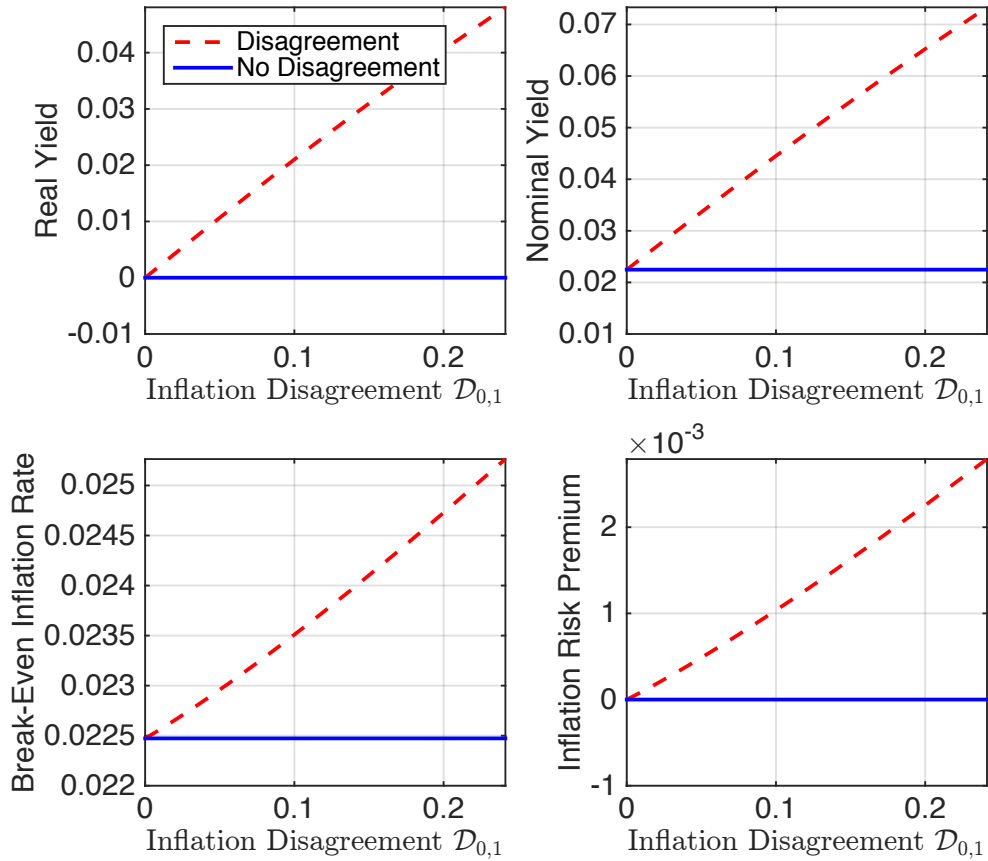 0.04
0.03
0.02
0.01
0
-0.01
Real Yield
Disagreement
No Disagreement
0 0.1 0.2
Inflation Disagreement 𝒟0,1
0.07
0.06
0.05
0.04
0.03
0.02
0.01
Nominal Yield
0 0.1 0.2
Inflation Disagreement 𝒟0,1
0.025
0.0245
0.024
0.0235
0.023
0.0225
0.022
Break-Even Inflation Rate
0 0.1 0.2
Inflation Disagreement 𝒟0,1
×10-3
2
1
0
-1
Inflation Risk Premium
0 0.1 0.2
Inflation Disagreement 𝒟0,1